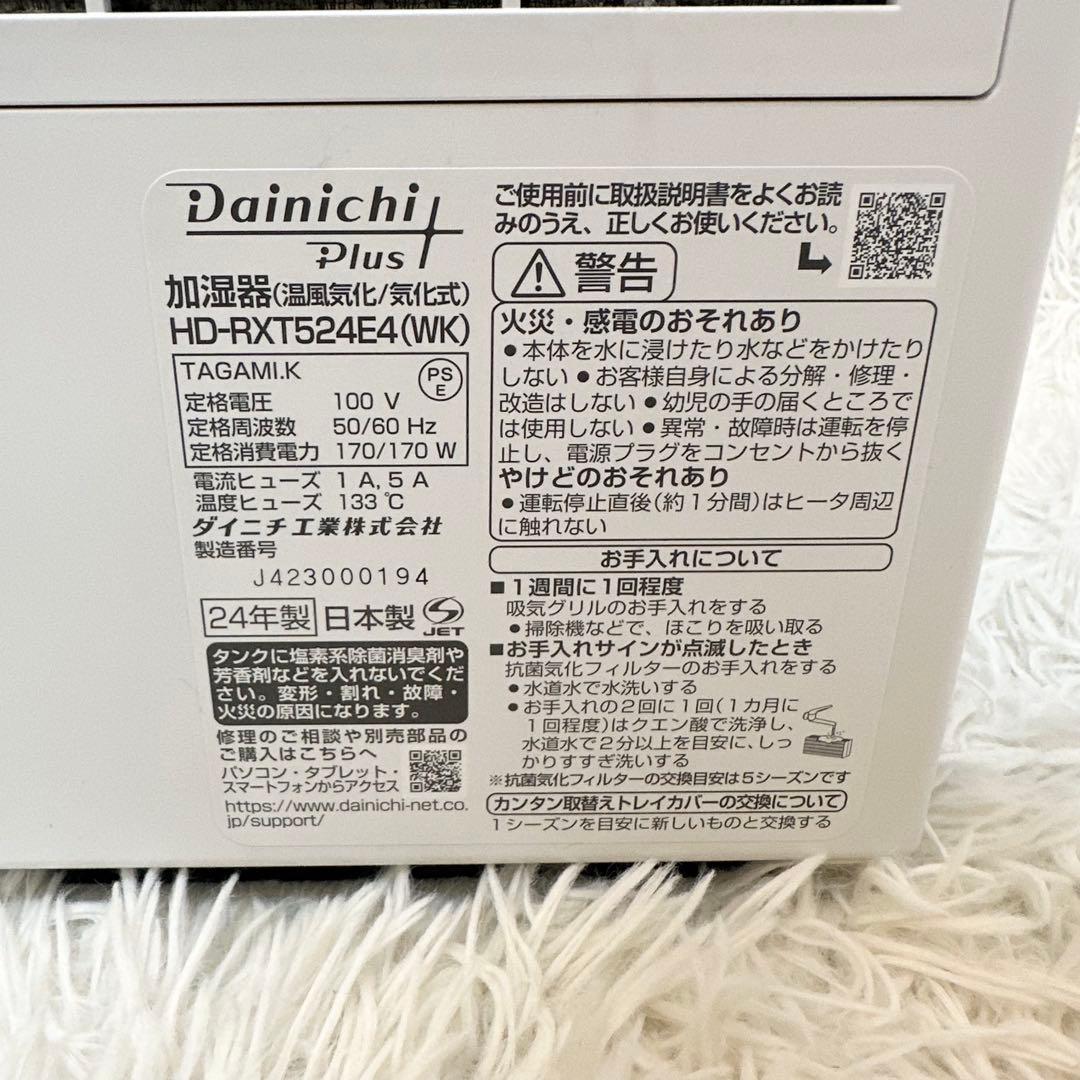 Dainichi
Plus
加湿器(温風気化/気化式)
HD-RXT524E4(WK)
TAGAMI.K
PS
E
定格電圧 100 V
定格周波数 50/60 Hz
定格消費電力 170/170 W
電流ヒューズ 1 A, 5 A
温度ヒューズ 133℃
ダイニチ工業株式会社
製造番号
J423000194
24年製 日本製
JET
タンクに塩素系除菌消臭剤や
芳香剤などを入れないでくだ
さい。変形・割れ・故障・
火災の原因になります。
修理のご相談や別売部品の
ご購入はこちらへ
パソコン・タブレット・
スマートフォンからアクセス
https://www.dainichi-net.co.
jp/support/
ご使用前に取扱説明書をよくお読
みのうえ、正しくお使いください。
警告
火災・感電のおそれあり
●本体を水に浸けたり水などをかけたり
しない ●お客様自身による分解・修理・
改造はしない ●幼児の手の届くところで
は使用しない ●異常・故障時は運転を停
止し、電源プラグをコンセントから抜く
やけどのおそれあり
●運転停止直後(約1分間)はヒータ周辺
に触れない
お手入れについて
■1週間に1回程度
吸気グリルのお手入れをする
●掃除機などで、ほこりを吸い取る
■お手入れサインが点滅したとき
抗菌気化フィルターのお手入れをする
●水道水で水洗いする
●お手入れの2回に1回(1カ月に
1回程度)はクエン酸で洗浄し、
水道水で2分以上を目安に、しっ
かりすすぎ洗いする
※抗菌気化フィルターの交換目安は5シーズンです
カンタン取替えトレイカバーの交換について
1シーズンを目安に新しいものと交換する